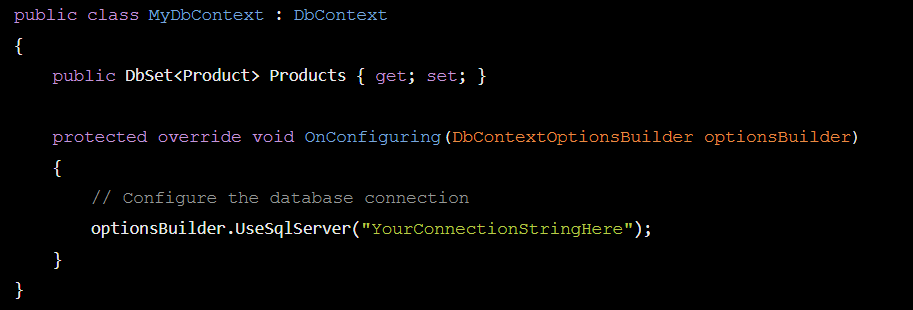 public class MyDbContext : DbContext
{
public DbSet<Product> Products { get; set; }
protected override void OnConfiguring(DbContextOptionsBuilder optionsBuilder)
{
// Configure the database connection
optionsBuilder.UseSqlServer("YourConnectionStringHere");
}
}